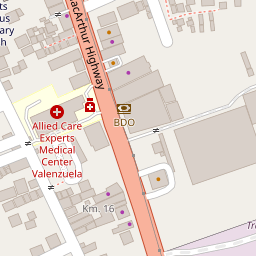 MacArthur Highway
BDO
Allied Care
Experts
Medical
Center
Valenzuela
Km. 16